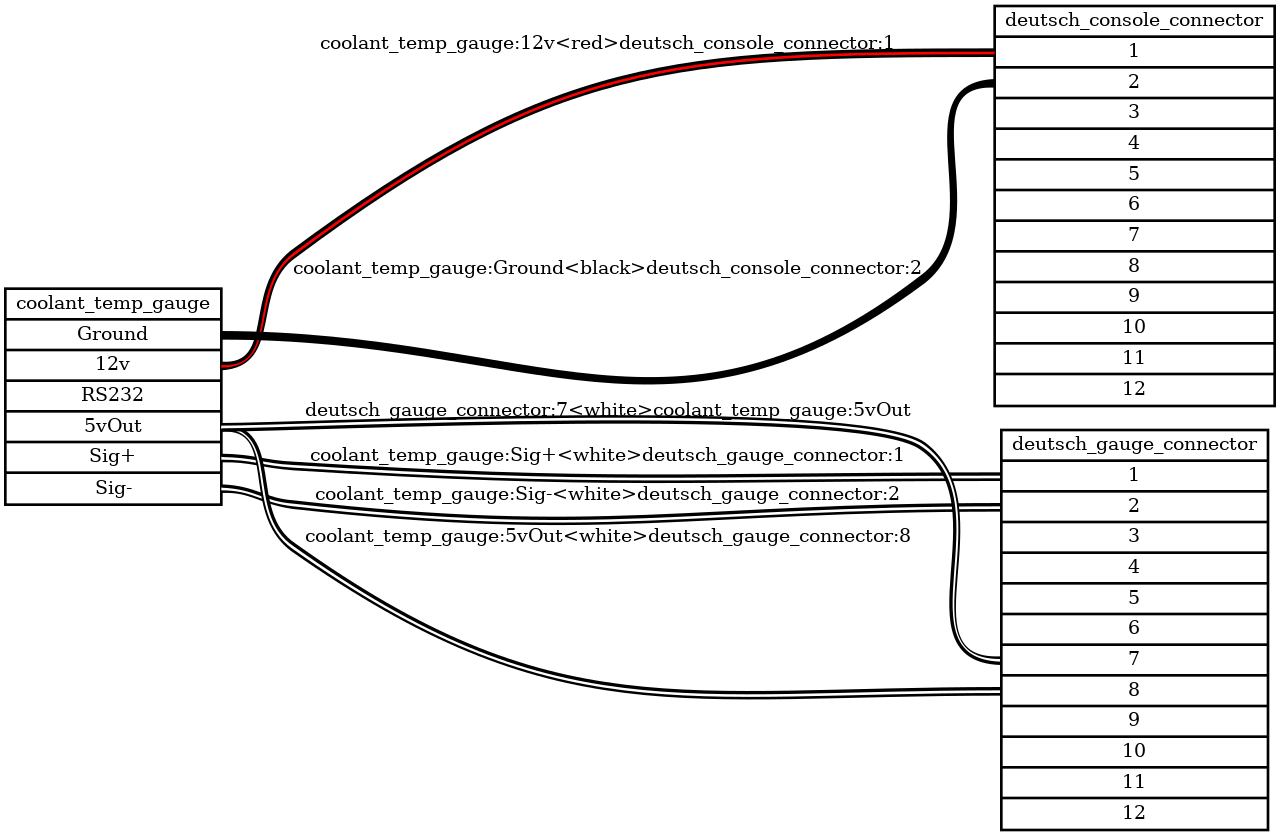 deutsch_console_connector
1
2
3
4
5
6
7
8
9
10
11
12
coolant_temp_gauge:12v<red>deutsch_console_connector:1
coolant_temp_gauge:Ground<black>deutsch_console_connector:2
coolant_temp_gauge
Ground
12v
RS232
5vOut
Sig+
Sig-
deutsch_gauge_connector:7<white>coolant_temp_gauge:5vOut
coolant_temp_gauge:Sig+<white>deutsch_gauge_connector:1
coolant_temp_gauge:Sig-<white>deutsch_gauge_connector:2
coolant_temp_gauge:5vOut<white>deutsch_gauge_connector:8
deutsch_gauge_connector
1
2
3
4
5
6
7
8
9
10
11
12